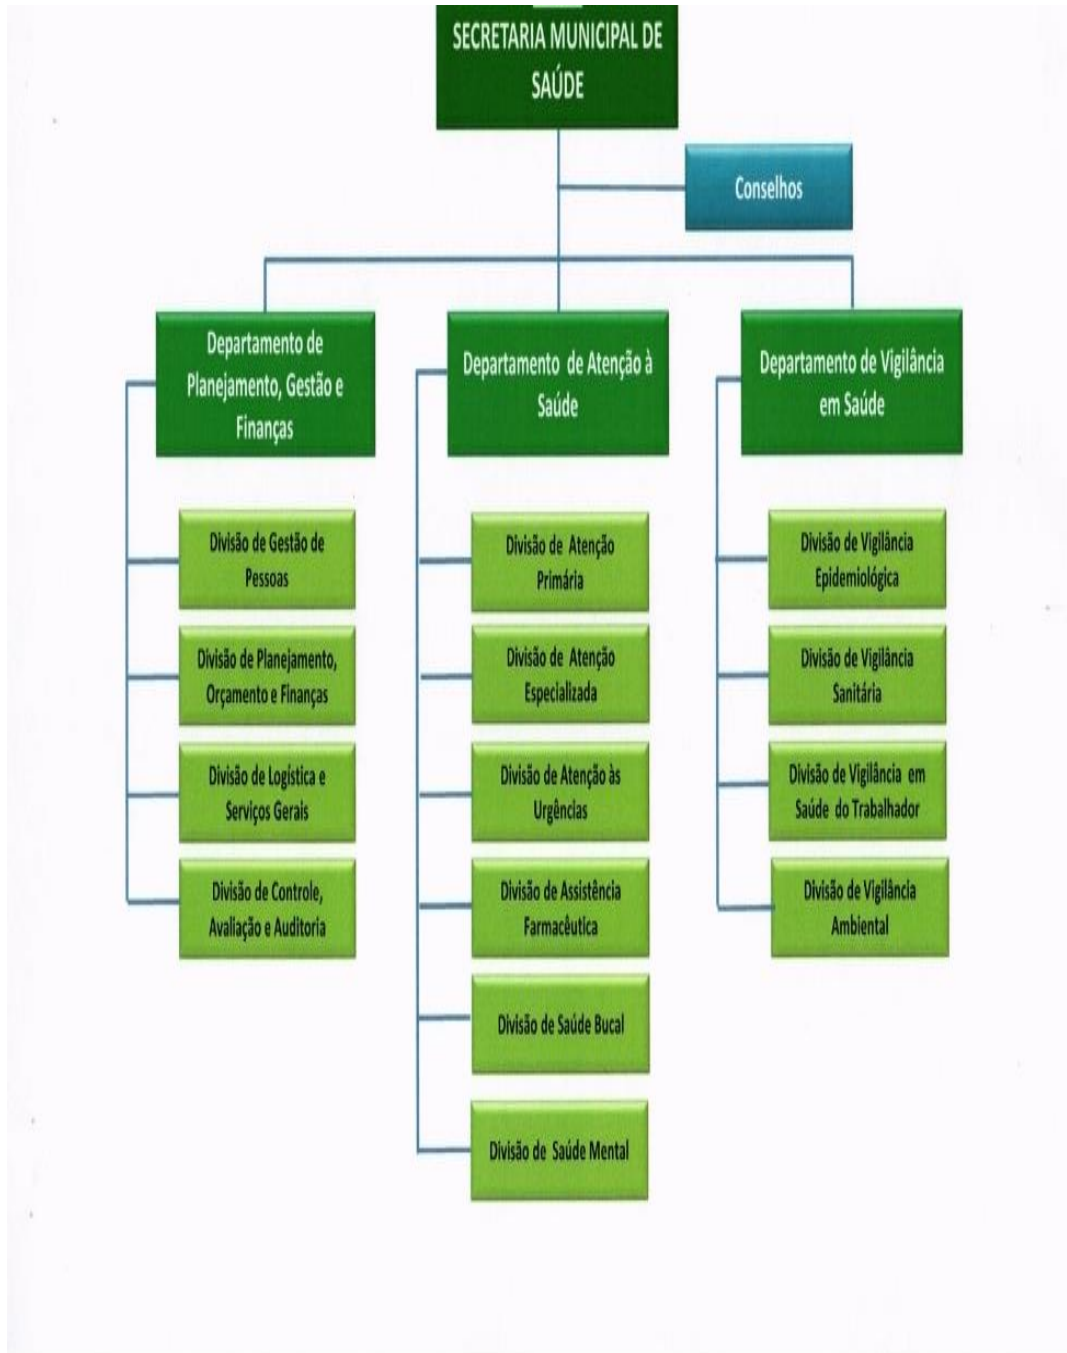 SECRETARIA MUNICIPAL DE
SAÚDE
Conselhos
Departamento de
Planejamento, Gestão e
Finanças
Divisão de Gestão de
Pessoas
Divisão de Planejamento,
Orçamento e Finanças
Divisão de Logística e
Serviços Gerais
Divisão de Controle,
Avaliação e Auditoria
Departamento de Atenção à
Saúde
Divisão de Atenção
Primária
Divisão de Atenção
Especializada
Divisão de Atenção às
Urgências
Divisão de Assistência
Farmacêutica
Divisão de Saúde Bucal
Divisão de Saúde Mental
Departamento de Vigilância
em Saúde
Divisão de Vigilância
Epidemiológica
Divisão de Vigilância
Sanitária
Divisão de Vigilância em
Saúde do Trabalhador
Divisão de Vigilância
Ambiental